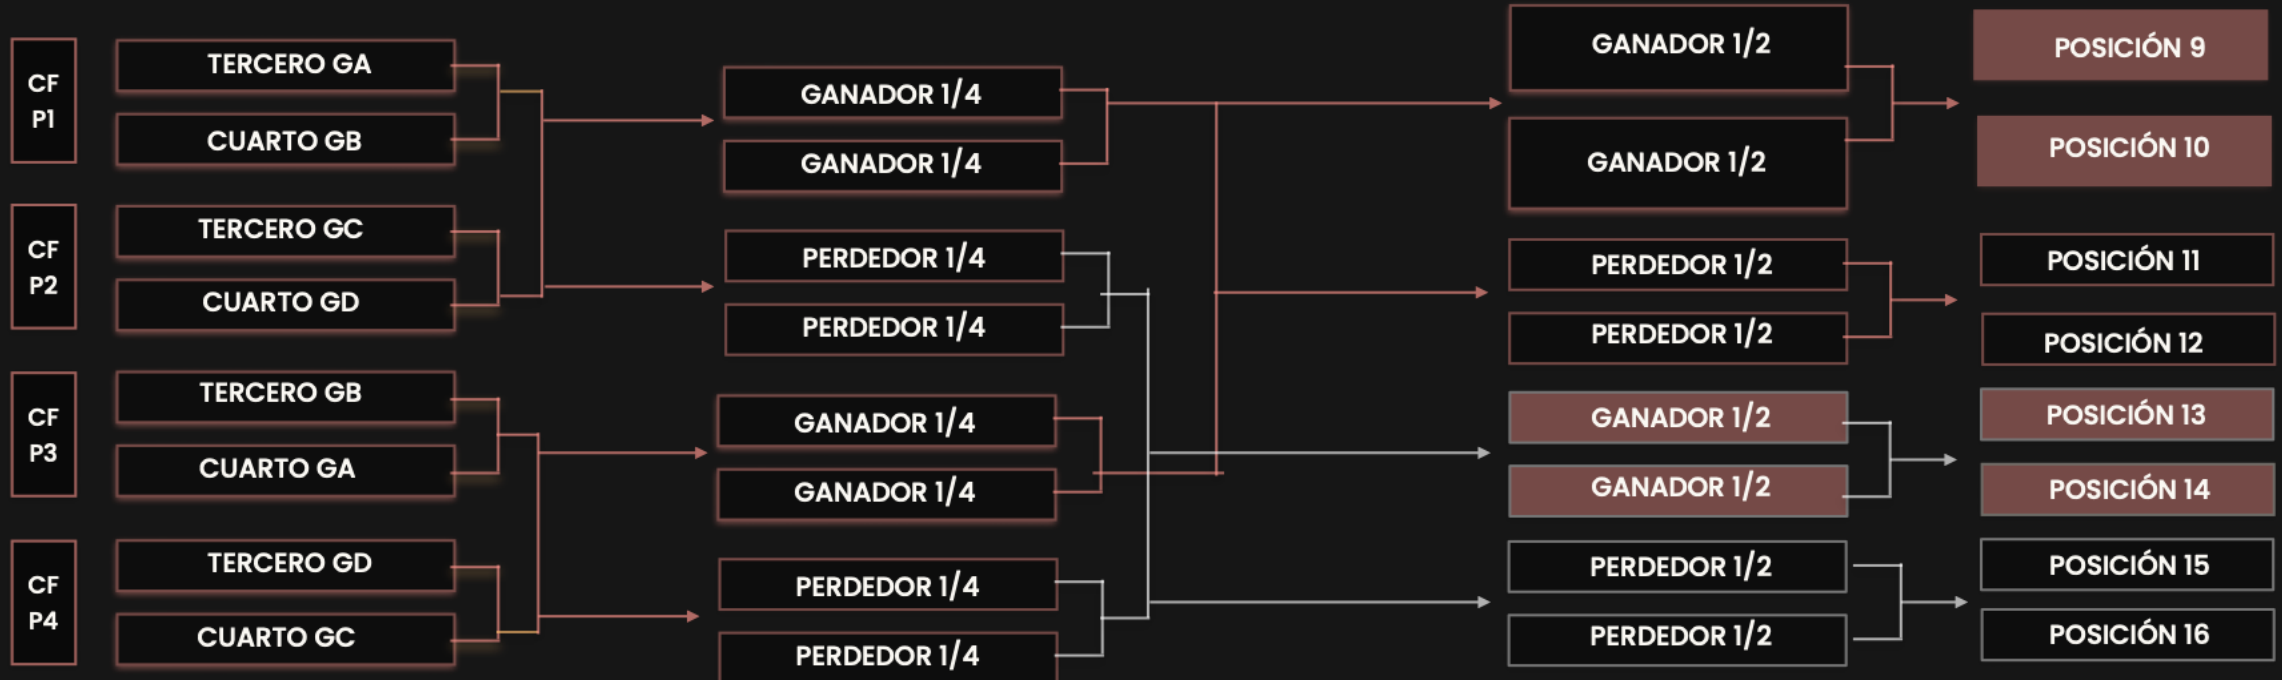 CF
P1
TERCERO GA
CUARTO GB
CF
P2
TERCERO GC
CUARTO GD
CF
P3
TERCERO GB
CUARTO GA
CF
P4
TERCERO GD
CUARTO GC
GANADOR 1/4
GANADOR 1/4
PERDEDOR 1/4
PERDEDOR 1/4
GANADOR 1/4
GANADOR 1/4
PERDEDOR 1/4
PERDEDOR 1/4
GANADOR 1/2
GANADOR 1/2
PERDEDOR 1/2
PERDEDOR 1/2
GANADOR 1/2
GANADOR 1/2
PERDEDOR 1/2
PERDEDOR 1/2
POSICIÓN 9
POSICIÓN 10
POSICIÓN 11
POSICIÓN 12
POSICIÓN 13
POSICIÓN 14
POSICIÓN 15
POSICIÓN 16